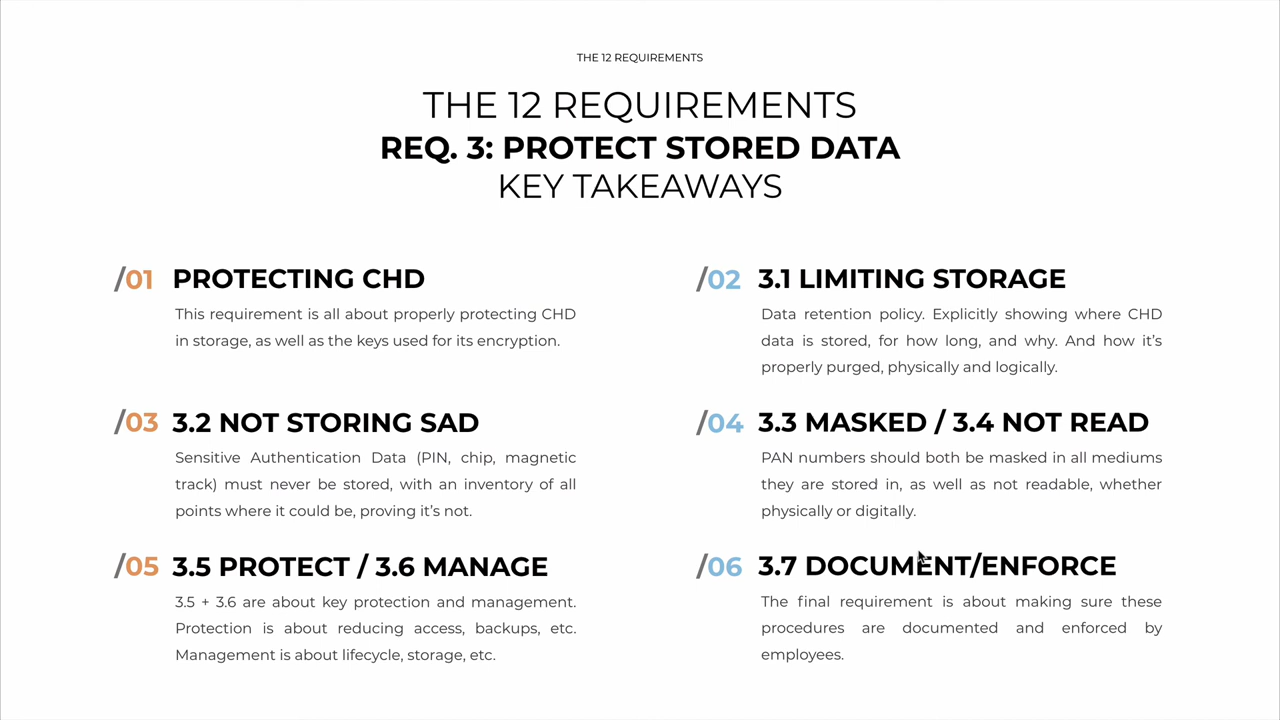 THE 12 REQUIREMENTS
THE 12 REQUIREMENTS
REQ. 3: PROTECT STORED DATA
KEY TAKEAWAYS
/01 PROTECTING CHD
This requirement is all about properly protecting CHD
in storage, as well as the keys used for its encryption.
/02 3.1 LIMITING STORAGE
Data retention policy. Explicitly showing where CHD
data is stored, for how long, and why. And how it's
properly purged, physically and logically.
/03 3.2 NOT STORING SAD
Sensitive Authentication Data (PIN, chip, magnetic
track) must never be stored, with an inventory of all
points where it could be, proving it's not.
/04 3.3 MASKED / 3.4 NOT READ
PAN numbers should both be masked in all mediums
they are stored in, as well as not readable, whether
physically or digitally.
/05 3.5 PROTECT / 3.6 MANAGE
3.5 + 3.6 are about key protection and management.
Protection is about reducing access, backups, etc.
Management is about lifecycle, storage, etc.
/06 3.7 DOCUMENT/ENFORCE
The final requirement is about making sure these
procedures are documented and enforced by
employees.